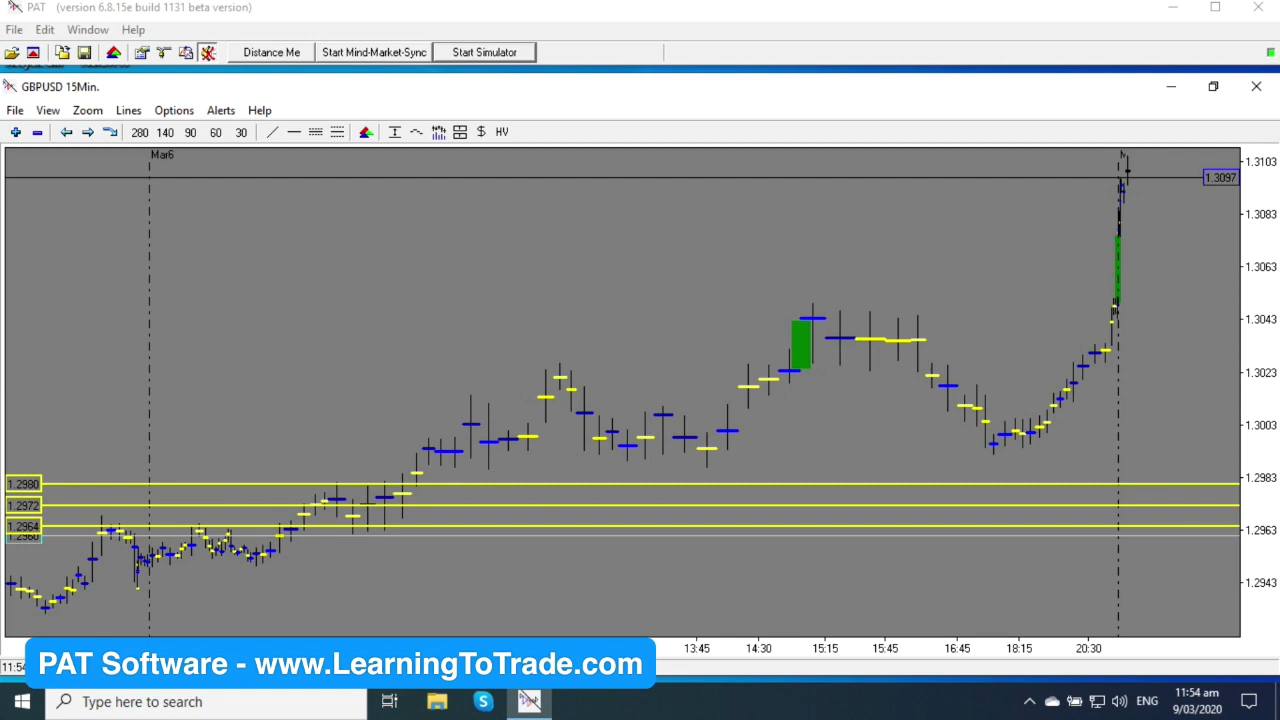 PAT (version 6.8.15e build 1131 beta version)
File Edit Window Help
Distance Me Start Mind-Market-Sync Start Simulator
GBPUSD 15Min.
File View Zoom Lines Options Alerts Help
280 140 90 60 30 $ HV
Mar6
1.3103
1.3097
1.3083
1.3063
1.3043
1.3023
1.3003
1.2980
1.2983
1.2972
1.2964
1.2960
1.2963
1.2943
13:45 14:30 15:15 15:45 16:45 18:15 20:30
11:54
PAT Software - www.LearningToTrade.com
Type here to search
ENG
11:54 am
9/03/2020